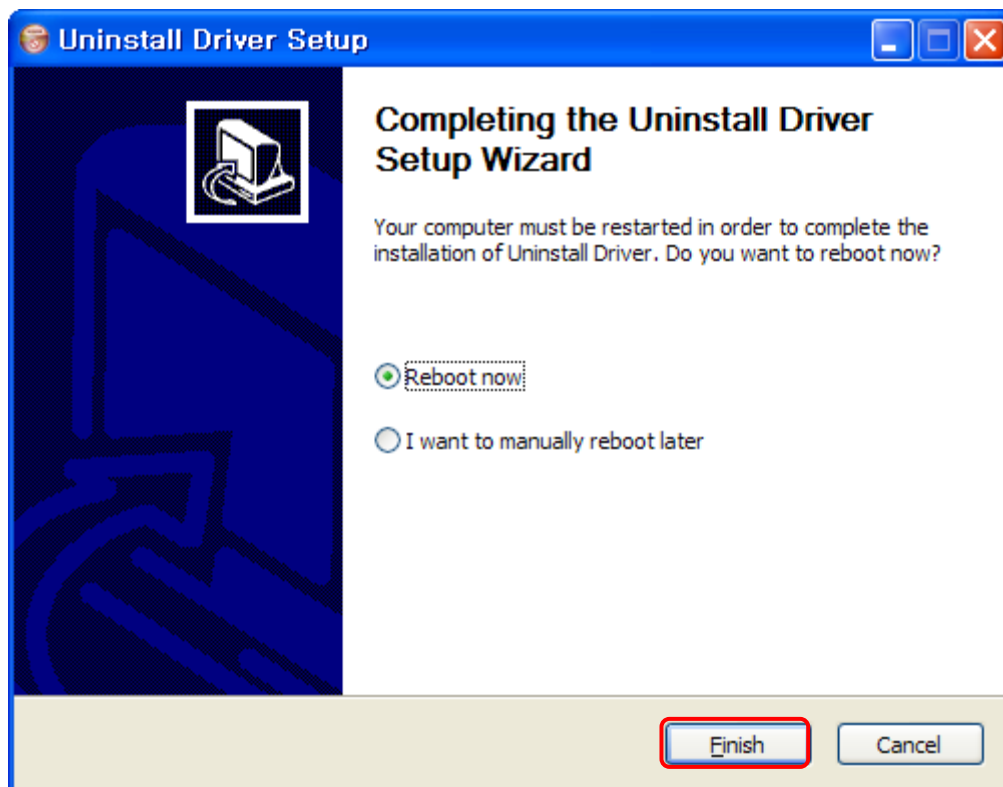 Uninstall Driver Setup
Completing the Uninstall Driver
Setup Wizard
Your computer must be restarted in order to complete the
installation of Uninstall Driver. Do you want to reboot now?
Reboot now
I want to manually reboot later
Finish
Cancel